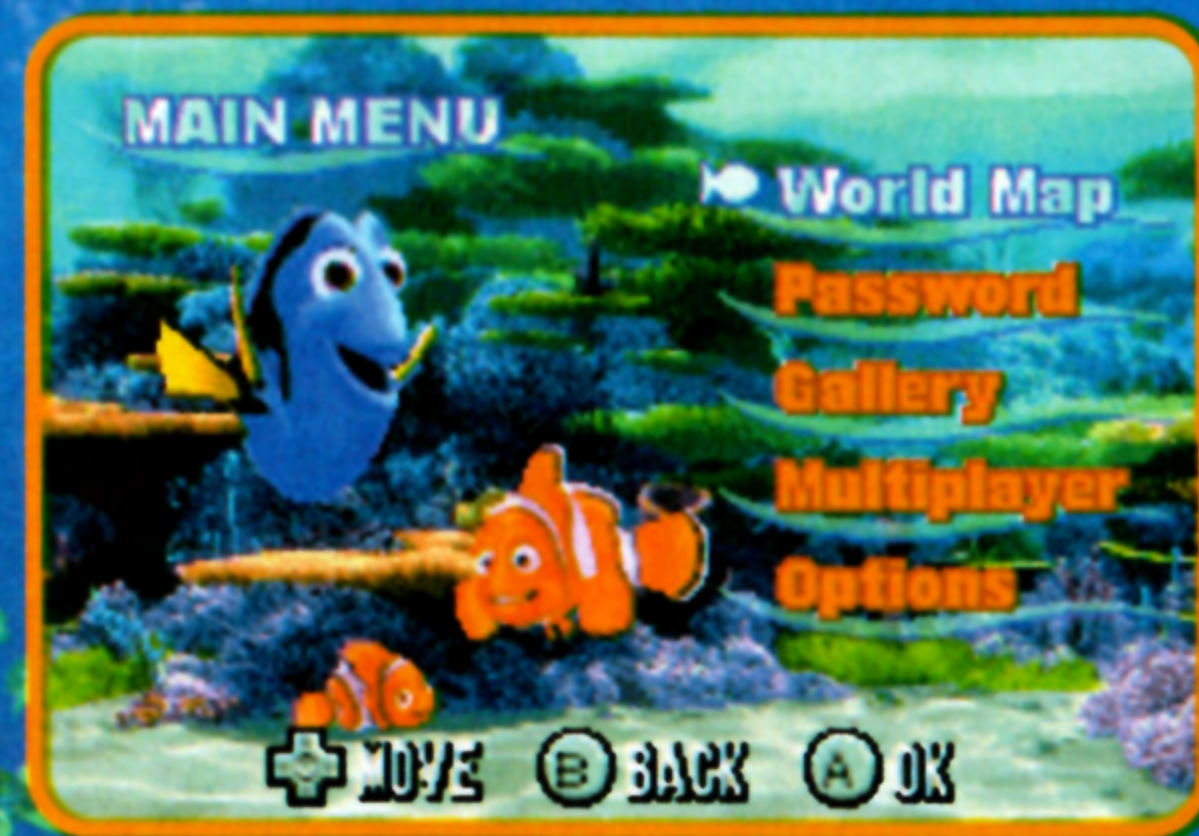 MAIN MENU
World Map
Password
Gallery
Multiplayer
Options
MOVE B BACK A OK